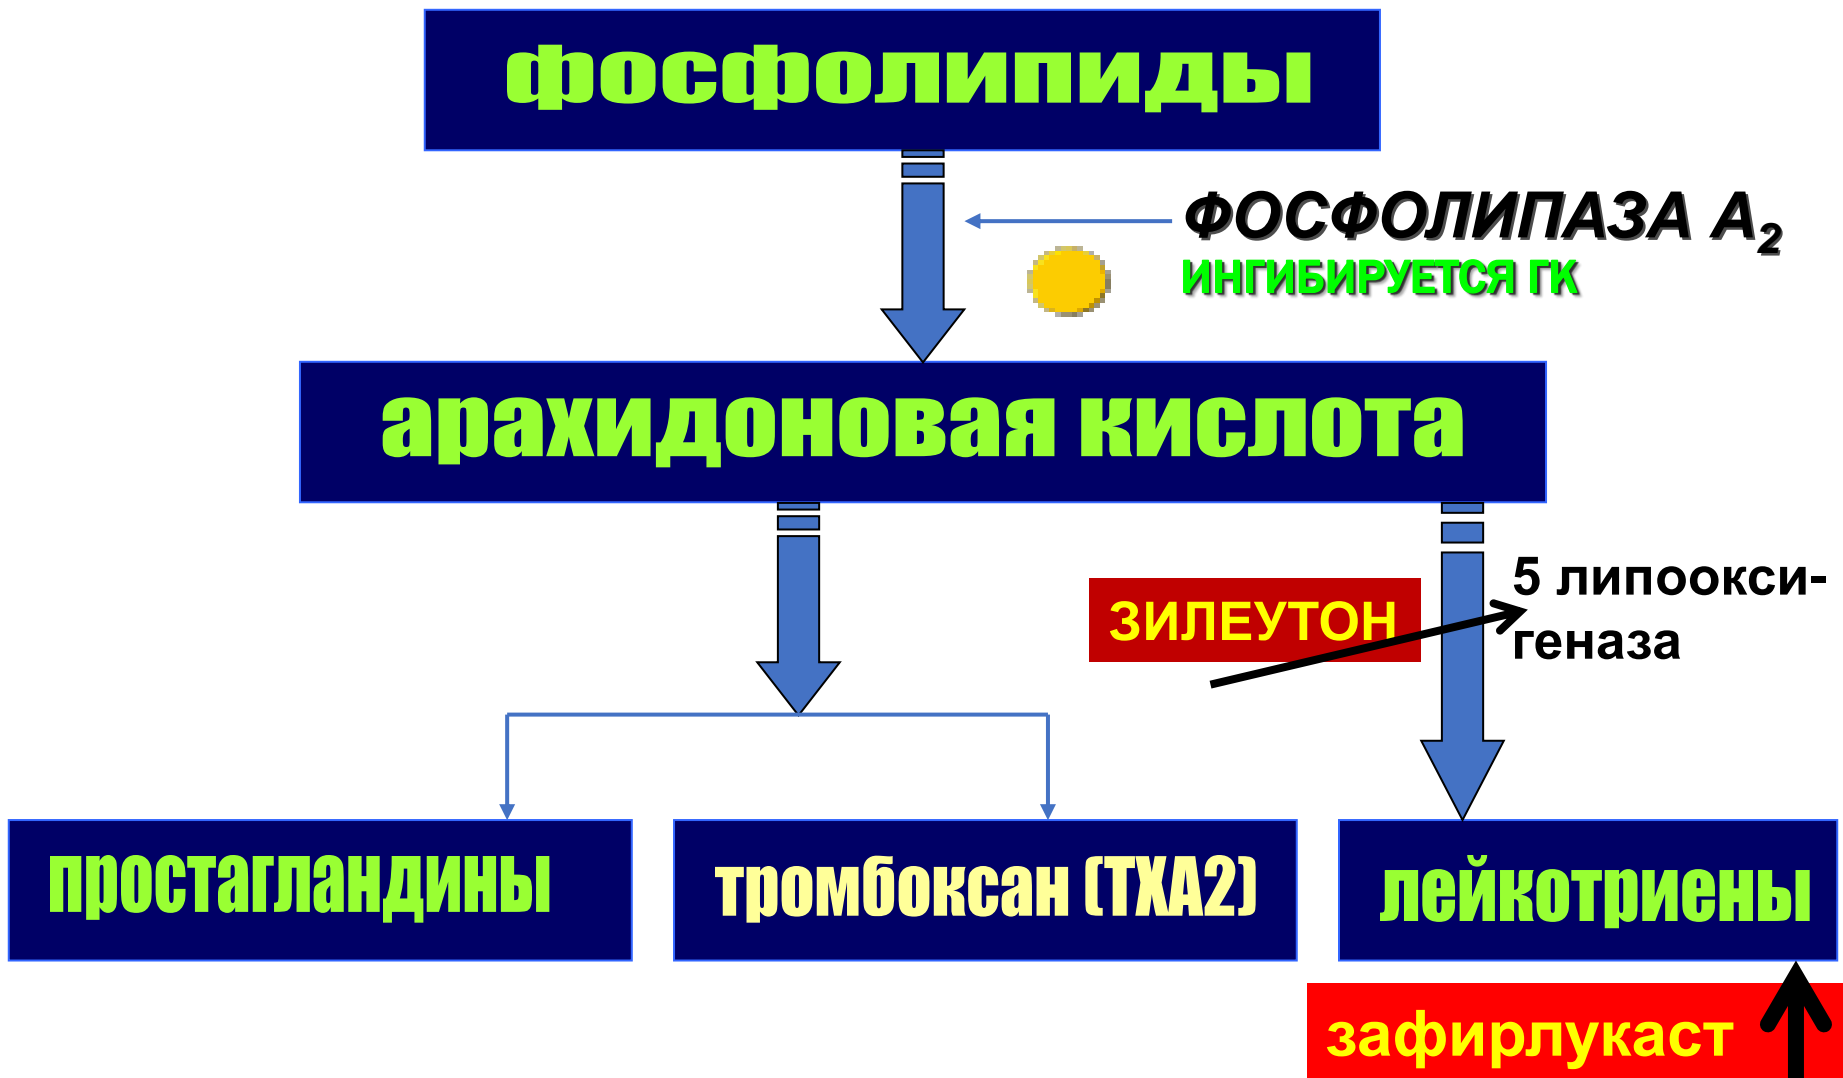 фосфолипиды
ФОСФОЛИПАЗА А2
ИНГИБИРУЕТСЯ ГК
арахидоновая кислота
ЗИЛЕУТОН
5 липоокси-
геназа
простагландины
тромбоксан (ТХА2)
лейкотриены
зафирлукаст